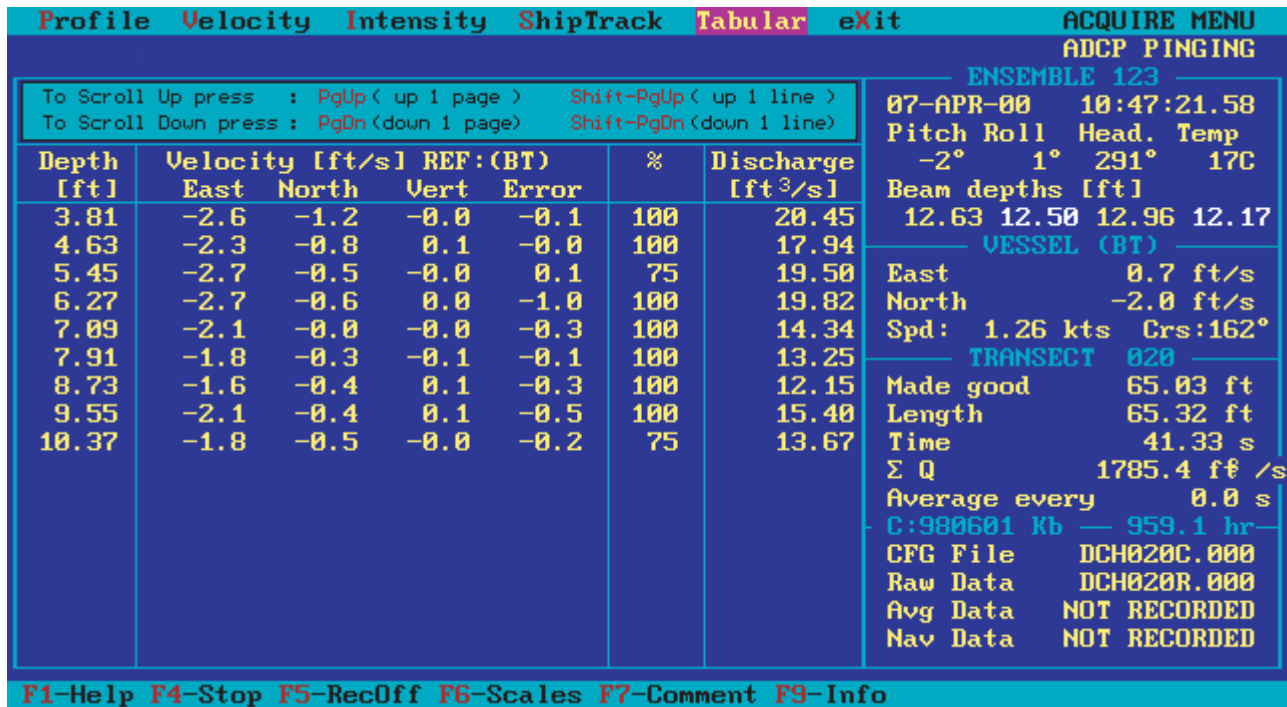 Profile Velocity Intensity ShipTrack Tabular eXit ACQUIRE MENU
ADCP PINGING
To Scroll Up press : PgUp ( up 1 page ) Shift-PgUp ( up 1 line )
To Scroll Down press : PgDn (down 1 page) Shift-PgDn (down 1 line)
Depth Velocity [ft/s] REF:(BT) % Discharge
[ft] East North Vert Error [ft³/s]
3.81 -2.6 -1.2 -0.0 -0.1 100 20.45
4.63 -2.3 -0.8 0.1 -0.0 100 17.94
5.45 -2.7 -0.5 -0.0 0.1 75 19.50
6.27 -2.7 -0.6 0.0 -1.0 100 19.82
7.09 -2.1 -0.0 -0.0 -0.3 100 14.34
7.91 -1.8 -0.3 -0.1 -0.1 100 13.25
8.73 -1.6 -0.4 0.1 -0.3 100 12.15
9.55 -2.1 -0.4 0.1 -0.5 100 15.40
10.37 -1.8 -0.5 -0.0 -0.2 75 13.67
ENSEMBLE 123
07-APR-00 10:47:21.58
Pitch Roll Head. Temp
-2° 1° 291° 17C
Beam depths [ft]
12.63 12.50 12.96 12.17
VESSEL (BT)
East 0.7 ft/s
North -2.0 ft/s
Spd: 1.26 kts Crs:162°
TRANSECT 020
Made good 65.03 ft
Length 65.32 ft
Time 41.33 s
Σ Q 1785.4 ft³/s
Average every 0.0 s
C:980601 Kb — 959.1 hr
CFG File DCH020C.000
Raw Data DCH020R.000
Avg Data NOT RECORDED
Nav Data NOT RECORDED
F1-Help F4-Stop F5-RecOff F6-Scales F7-Comment F9-Info